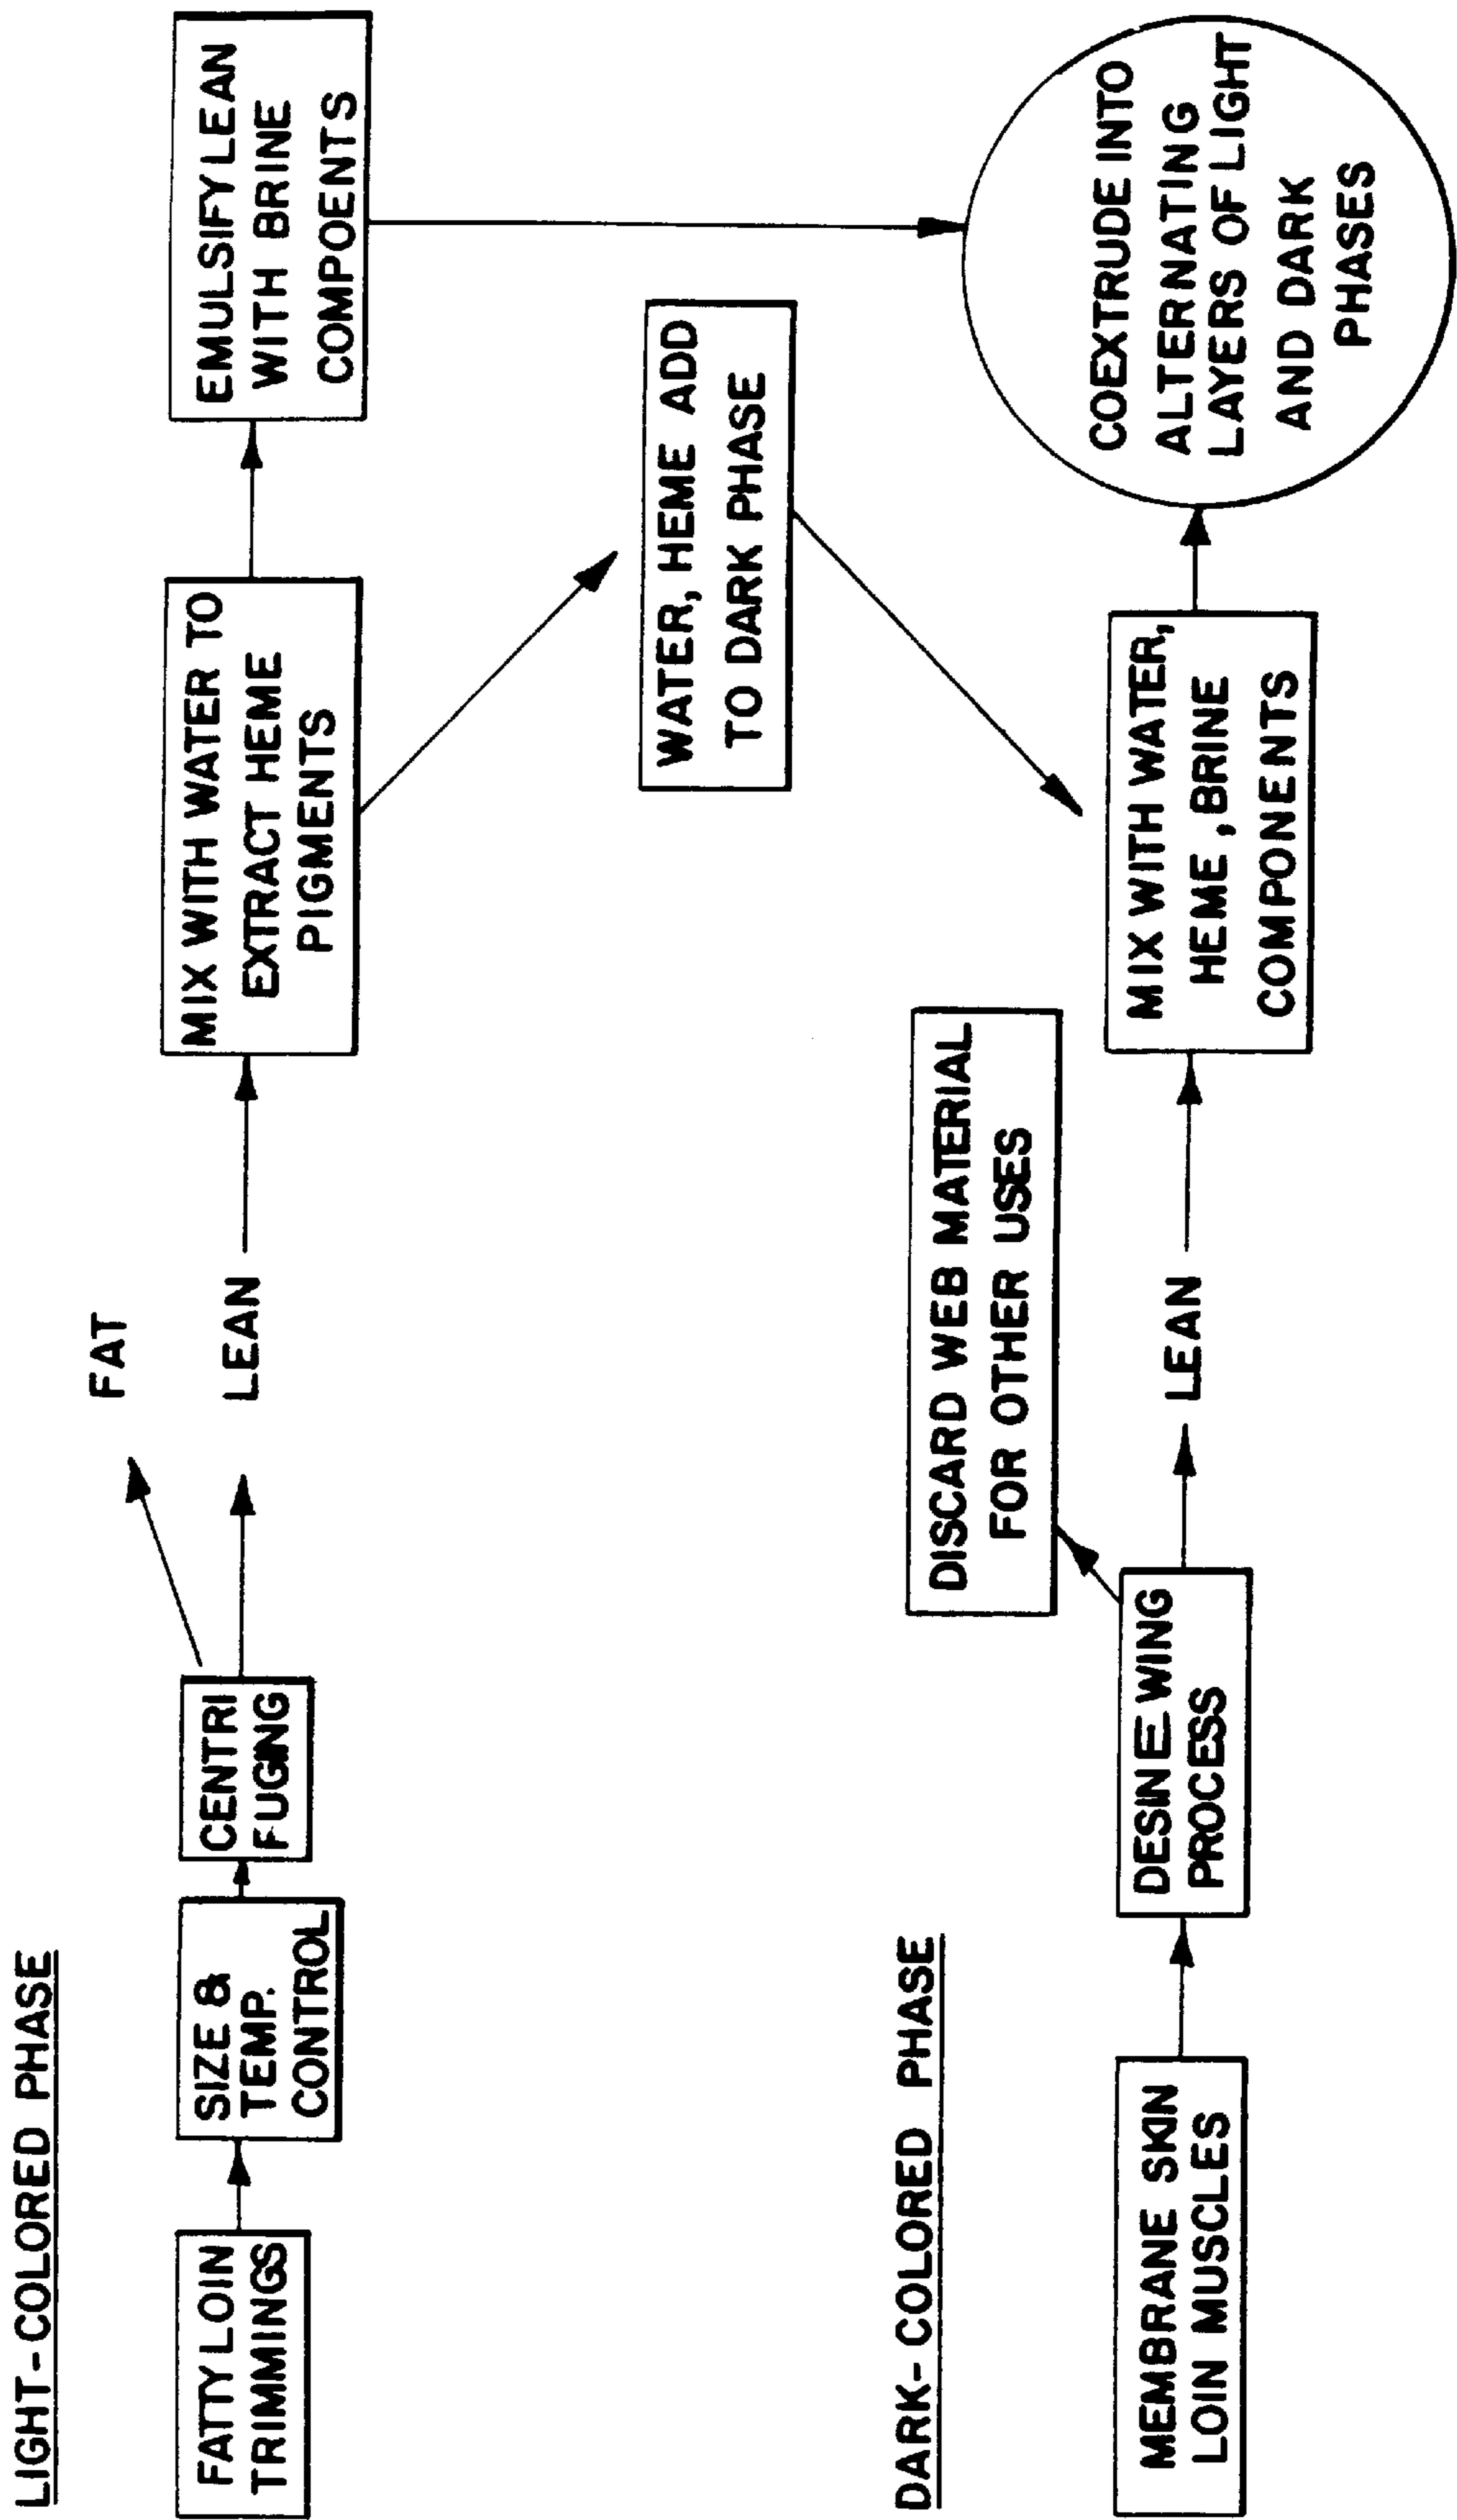 LIGHT-COLORED PHASE
FATTY LOIN
TRIMMINGS
SIZE &
TEMP.
CONTROL
CENTRI
FUGING
FAT
LEAN
MIX WITH WATER TO
EXTRACT HEME
PIGMENTS
EMULSIFY LEAN
WITH BRINE
COMPOENTS
WATER, HEME ADD
TO DARK PHASE
DARK-COLORED PHASE
MEMBRANE SKIN
LOIN MUSCLES
DESINEWING
PROCESS
DISCARD WEB MATERIAL
FOR OTHER USES
LEAN
MIX WITH WATER,
HEME, BRINE
COMPONENTS
COEXTRUDE INTO
ALTERNATING
LAYERS OF LIGHT
AND DARK
PHASES